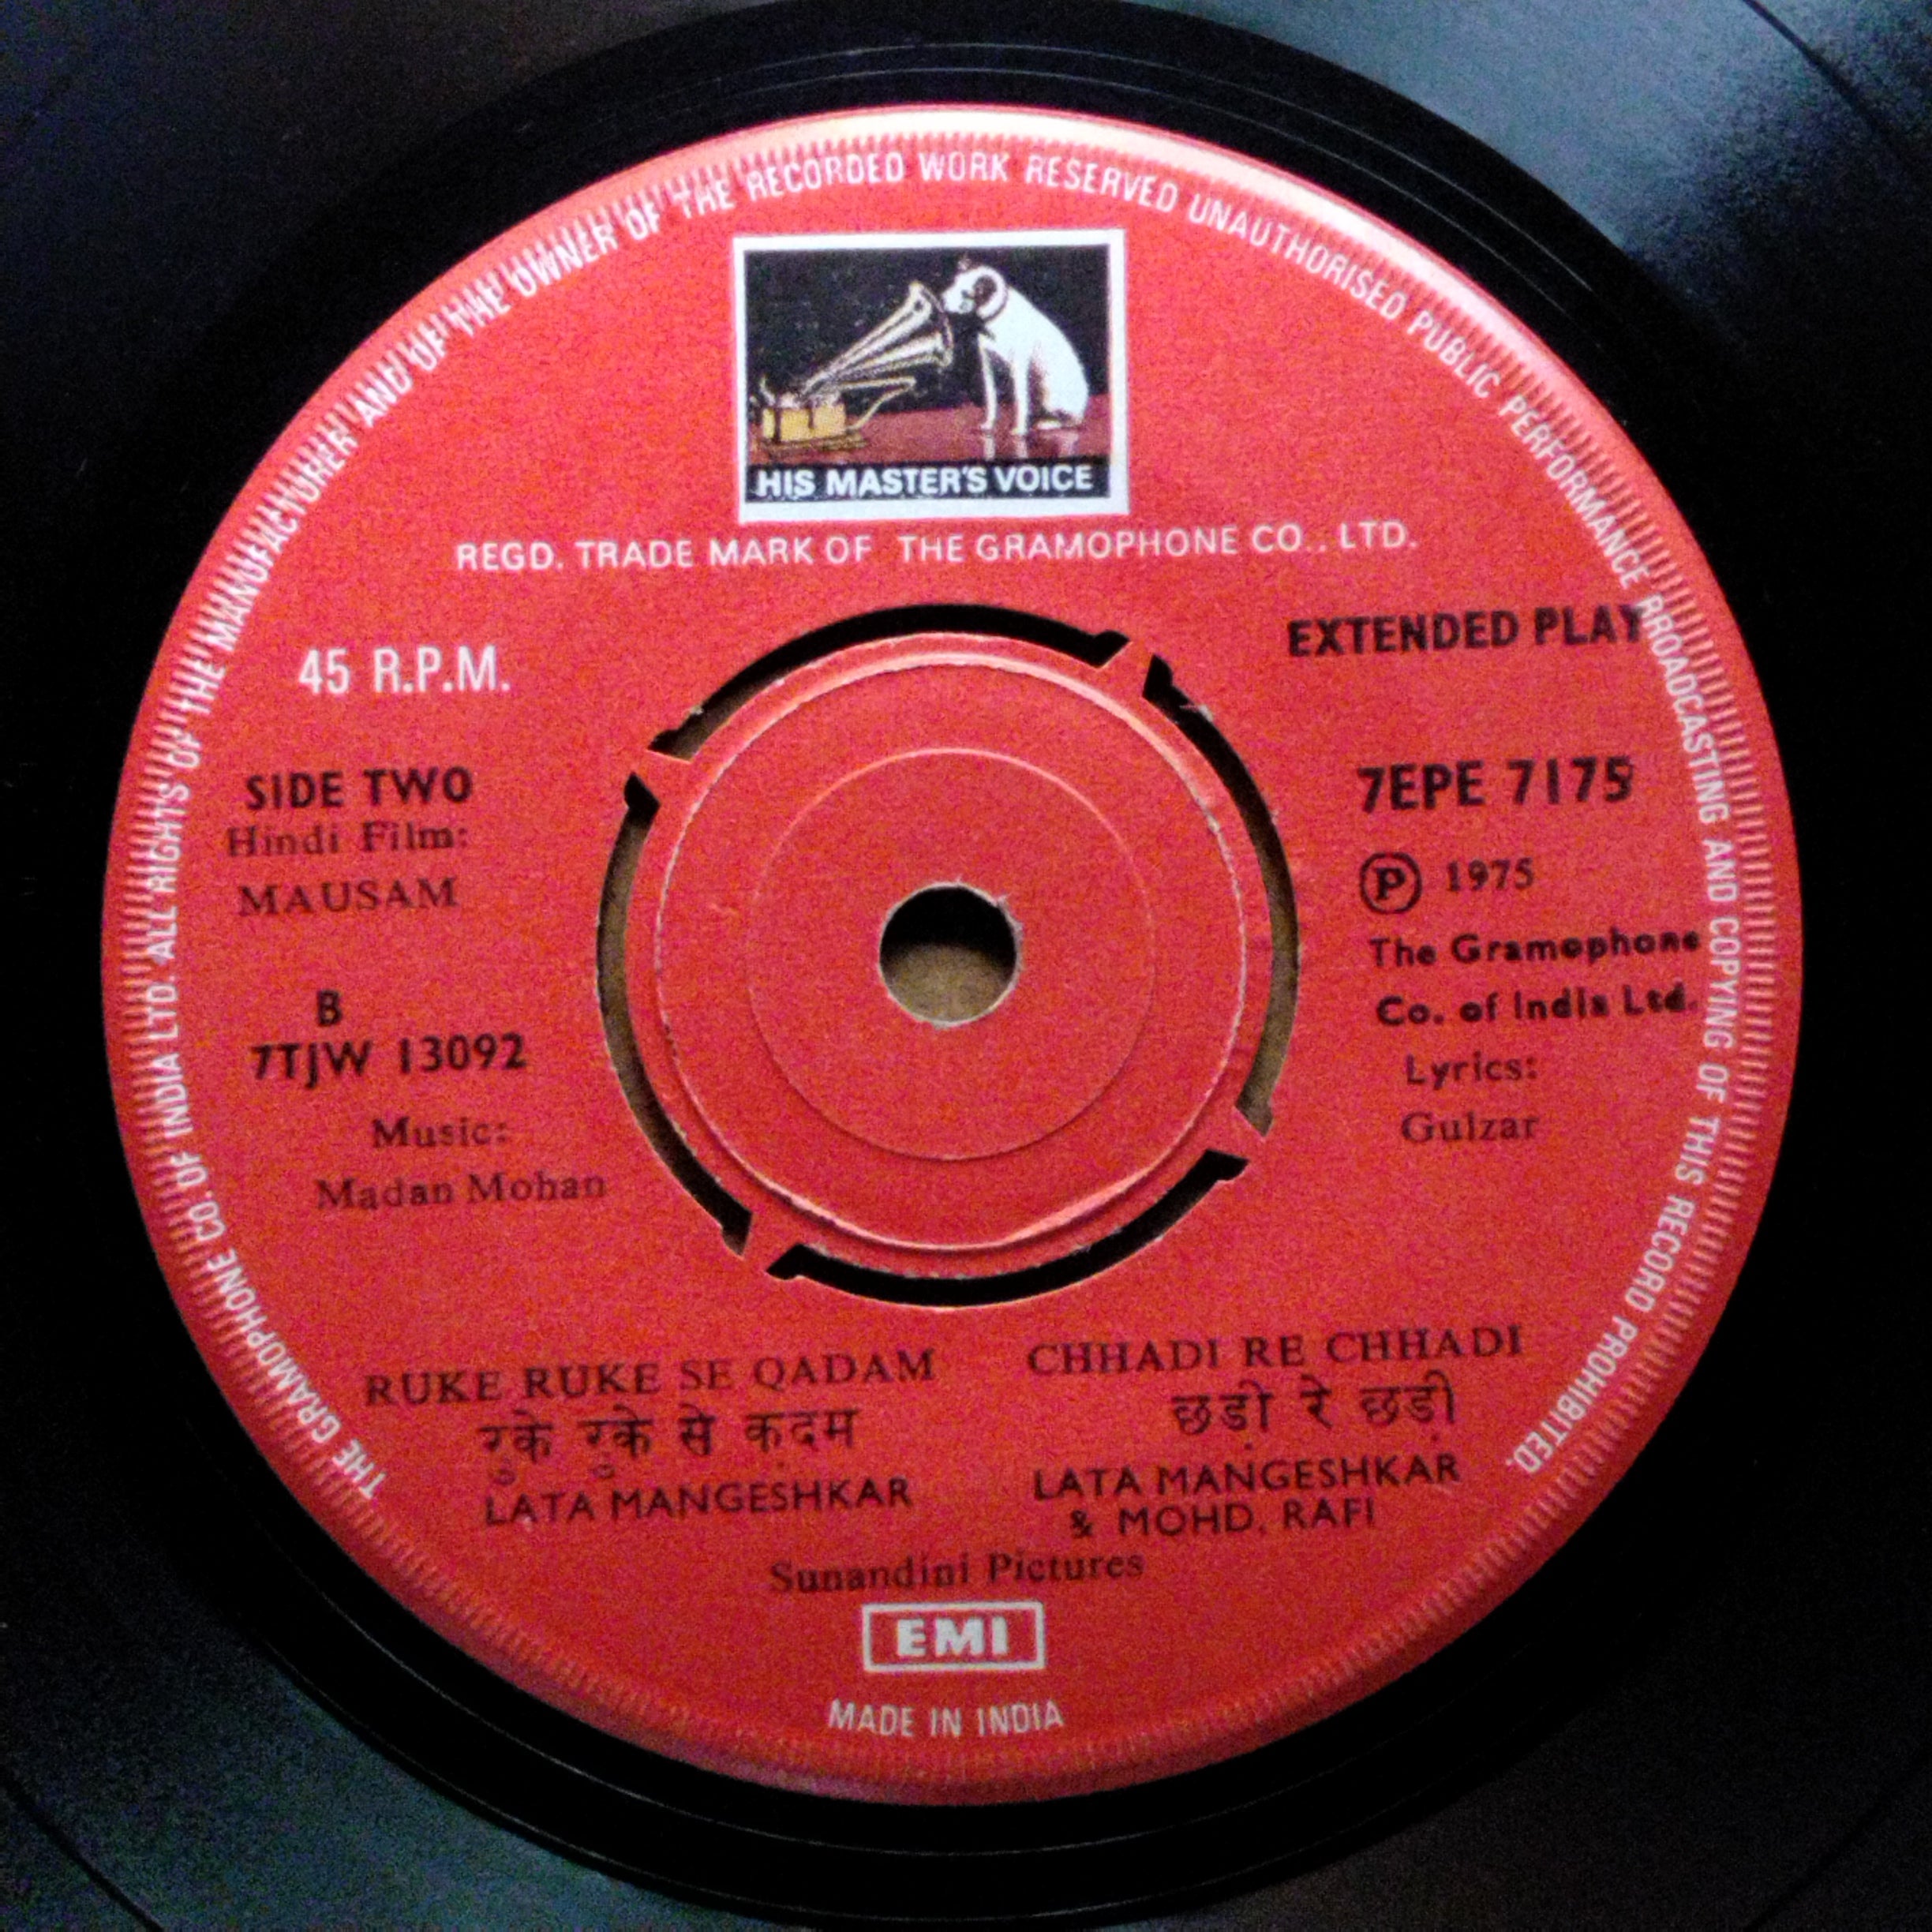 THE GRAMOPHONE CO. OF INDIA LTD. ALL RIGHTS OF THE MANUFACTURER AND OF THE OWNER OF THE RECORDED WORK RESERVED UNAUTHORISED PUBLIC PERFORMANCE BROADCASTING AND COPYING OF THIS RECORD PROHIBITED.
HIS MASTER'S VOICE
REGD. TRADE MARK OF THE GRAMOPHONE CO., LTD.
45 R.P.M.
EXTENDED PLAY
SIDE TWO
Hindi Film:
MAUSAM
B
7TJW 13092
Music:
Madan Mohan
7EPE 7175
℗ 1975
The Gramophone
Co. of India Ltd.
Lyrics:
Gulzar
RUKE RUKE SE QADAM
रुके रुके से क़दम
LATA MANGESHKAR
CHHADI RE CHHADI
छड़ी रे छड़ी
LATA MANGESHKAR
& MOHD. RAFI
Sunandini Pictures
EMI
MADE IN INDIA